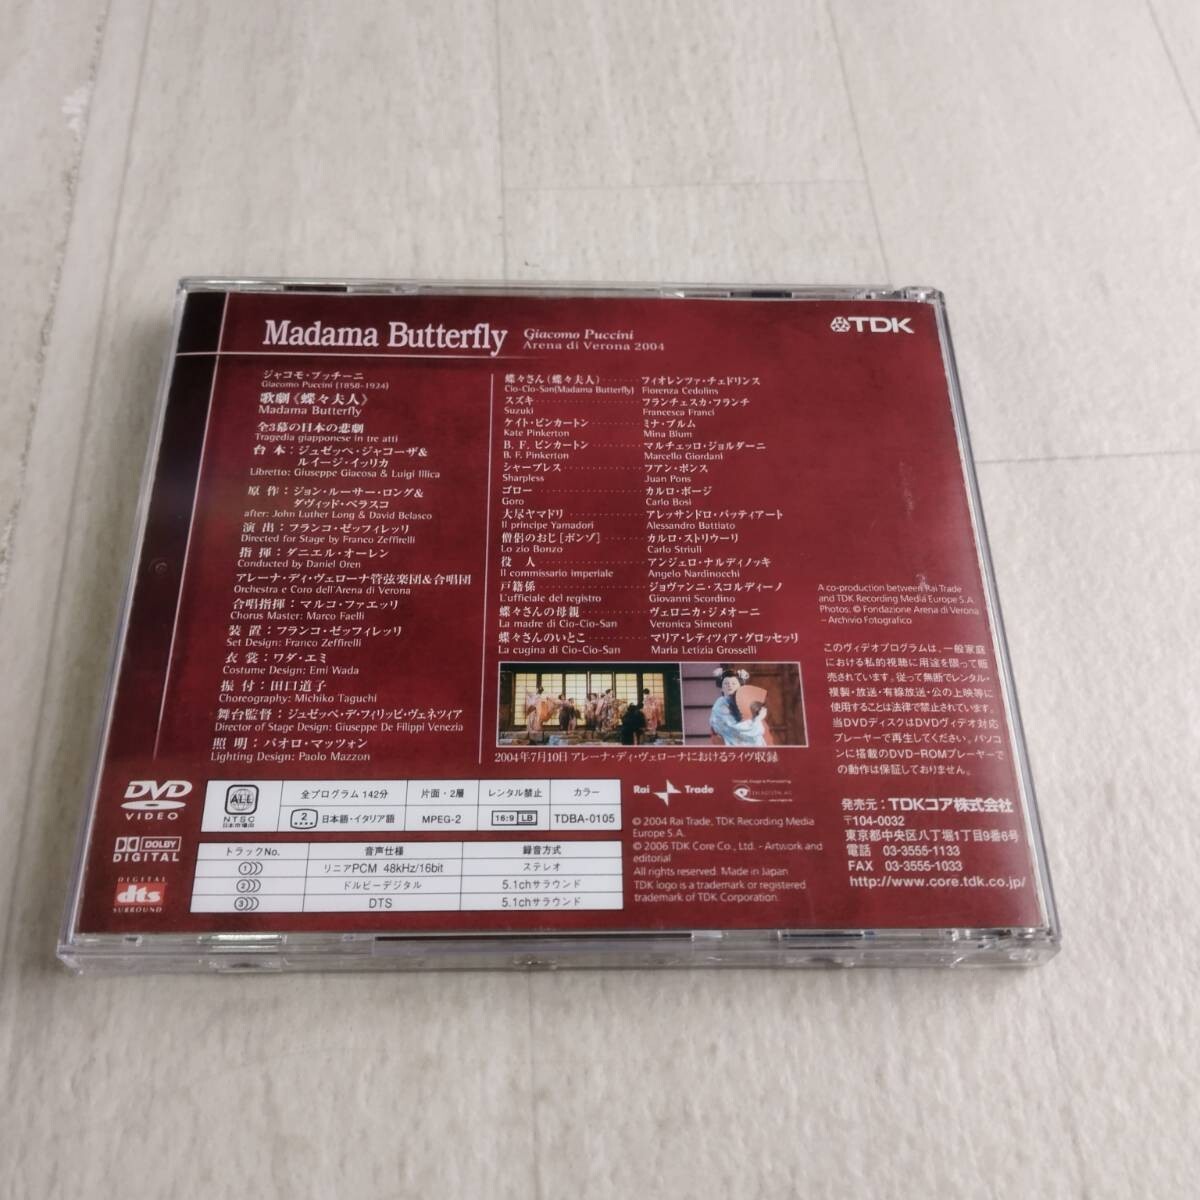 Madama Butterfly
Giacomo Puccini
Arena di Verona 2004
TDK
ジャコモ・プッチーニ
Giacomo Puccini (1858-1924)
歌劇《蝶々夫人》
Madama Butterfly
全3幕の日本の悲劇
Tragedia giapponese in tre atti
台本：ジュゼッペ・ジャコーザ&
ルイージ・イッリカ
Libretto: Giuseppe Giacosa & Luigi Illica
原作：ジョン・ルーサー・ロング&
ダヴィッド・ベラスコ
after: John Luther Long & David Belasco
演出：フランコ・ゼッフィレッリ
Directed for Stage by Franco Zeffirelli
指揮：ダニエル・オーレン
Conducted by Daniel Oren
アレーナ・ディ・ヴェローナ管弦楽団&合唱団
Orchestra e Coro dell'Arena di Verona
合唱指揮：マルコ・ファエッリ
Chorus Master: Marco Faelli
装置：フランコ・ゼッフィレッリ
Set Design: Franco Zeffirelli
衣裳：ワダ・エミ
Costume Design: Emi Wada
振付：田口道子
Choreography: Michiko Taguchi
舞台監督：ジュゼッペ・デ・フィリッピ・ヴェネツィア
Director of Stage Design: Giuseppe De Filippi Venezia
照明：パオロ・マッツォン
Lighting Design: Paolo Mazzon
蝶々さん（蝶々夫人）・・・・・・・フィオレンツァ・チェドリンス
Cio-Cio-San(Madama Butterfly) Fiorenza Cedolins
スズキ・・・・・・・・・・・・・フランチェスカ・フランチ
Suzuki Francesca Franci
ケイト・ピンカートン・・・・・・・ミナ・ブルム
Kate Pinkerton Mina Blum
B. F. ピンカートン・・・・・・・・マルチェッロ・ジョルダーニ
B. F. Pinkerton Marcello Giordani
シャープレス・・・・・・・・・・フアン・ポンス
Sharpless Juan Pons
ゴロー・・・・・・・・・・・・・カルロ・ボージ
Goro Carlo Bosi
大尽ヤマドリ・・・・・・・・・・アレッサンドロ・バッティアート
Il principe Yamadori Alessandro Battiato
僧侶のおじ［ボンゾ］・・・・・・カルロ・ストリウーリ
Lo zio Bonzo Carlo Striuli
役人・・・・・・・・・・・・・・アンジェロ・ナルディノッキ
Il commissario imperiale Angelo Nardinocchi
戸籍係・・・・・・・・・・・・・ジョヴァンニ・スコルディーノ
L'ufficiale del registro Giovanni Scordino
蝶々さんの母親・・・・・・・・・ヴェロニカ・シメオーニ
La madre di Cio-Cio-San Veronica Simeoni
蝶々さんのいとこ・・・・・・・・マリア・レティツィア・グロッセッリ
La cugina di Cio-Cio-San Maria Letizia Grosselli
2004年7月10日 アレーナ・ディ・ヴェローナにおけるライヴ収録
A co-production between Rai Trade
and TDK Recording Media Europe S.A.
Photos: © Fondazione Arena di Verona
– Archivio Fotografico
このヴィデオプログラムは、一般家庭
における私的視聴に用途を限って販
売されています。従って無断でレンタル・
複製・放送・有線放送・公の上映等に
使用することは法律で禁止されています。
当DVDディスクはDVDヴィデオ対応
プレーヤーで再生してください。パソコ
ンに搭載のDVD-ROMプレーヤーで
の動作は保証しておりません。
DVD
VIDEO
ALL
NTSC
日本市場向
全プログラム 142分
片面・2層
レンタル禁止
カラー
2 日本語・イタリア語
MPEG-2
16:9 LB
TDBA-0105
DOLBY
DIGITAL
DIGITAL
dts
SURROUND
トラックNo. 音声仕様 録音方式
1 リニアPCM 48kHz/16bit ステレオ
2 ドルビーデジタル 5.1chサラウンド
3 DTS 5.1chサラウンド
Rai Trade
© 2004 Rai Trade, TDK Recording Media
Europe S.A.
© 2006 TDK Core Co., Ltd. - Artwork and
editorial
All rights reserved. Made in Japan
TDK logo is a trademark or registered
trademark of TDK Corporation.
発売元：TDKコア株式会社
〒104-0032
東京都中央区八丁堀1丁目9番6号
電話 03-3555-1133
FAX 03-3555-1033
http://www.core.tdk.co.jp/